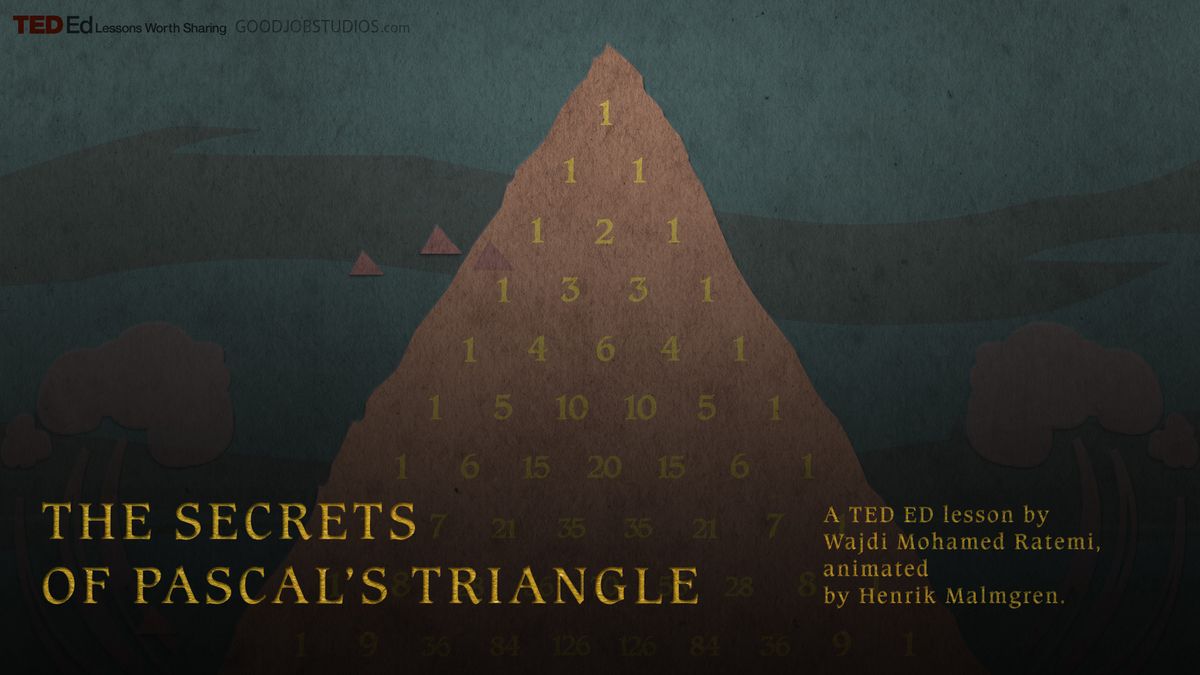 TED Ed Lessons Worth Sharing GOODJOBSTUDIOS.com
1
1 1
1 2 1
1 3 3 1
1 4 6 4 1
1 5 10 10 5 1
1 6 15 20 15 6 1
7 21 35 35 21 7
28 8
1 9 36 84 126 126 84 36 9 1
THE SECRETS
OF PASCAL'S TRIANGLE
A TED ED lesson by
Wajdi Mohamed Ratemi,
animated
by Henrik Malmgren.